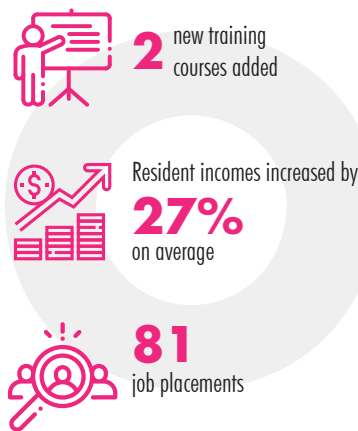 2 new training
courses added
Resident incomes increased by
27%
on average
81
job placements